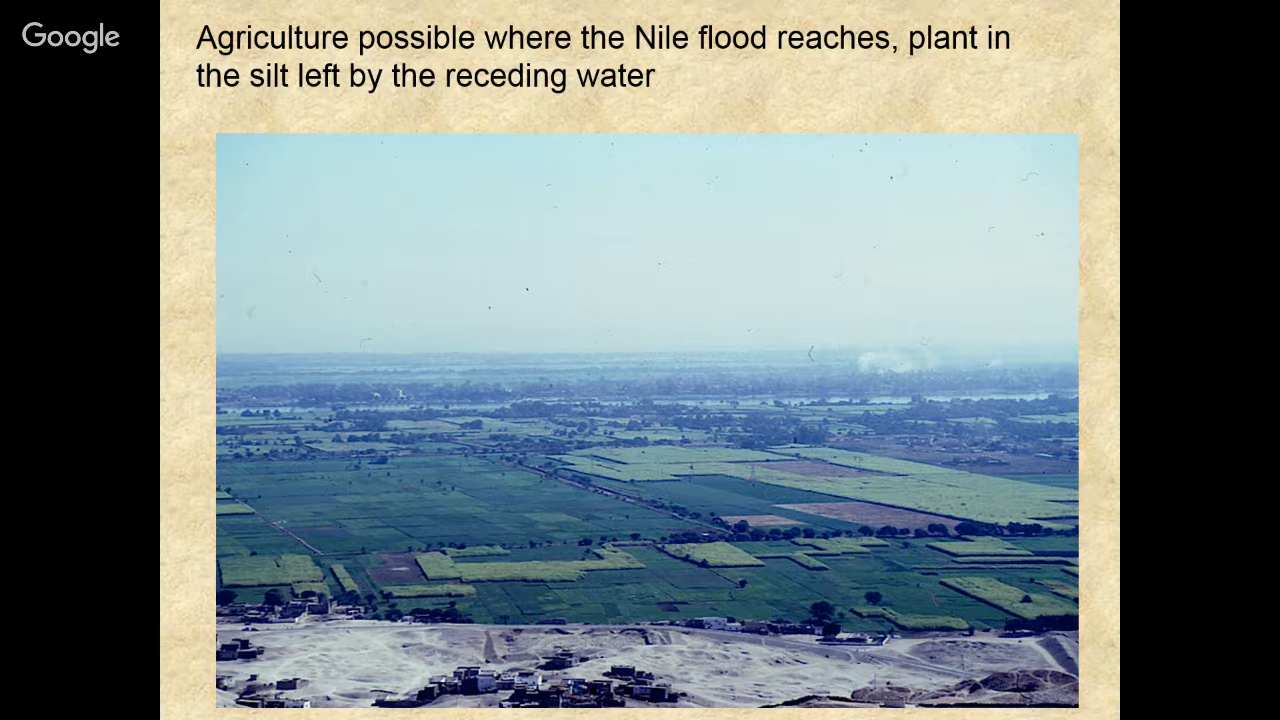 Google
Agriculture possible where the Nile flood reaches, plant in
the silt left by the receding water